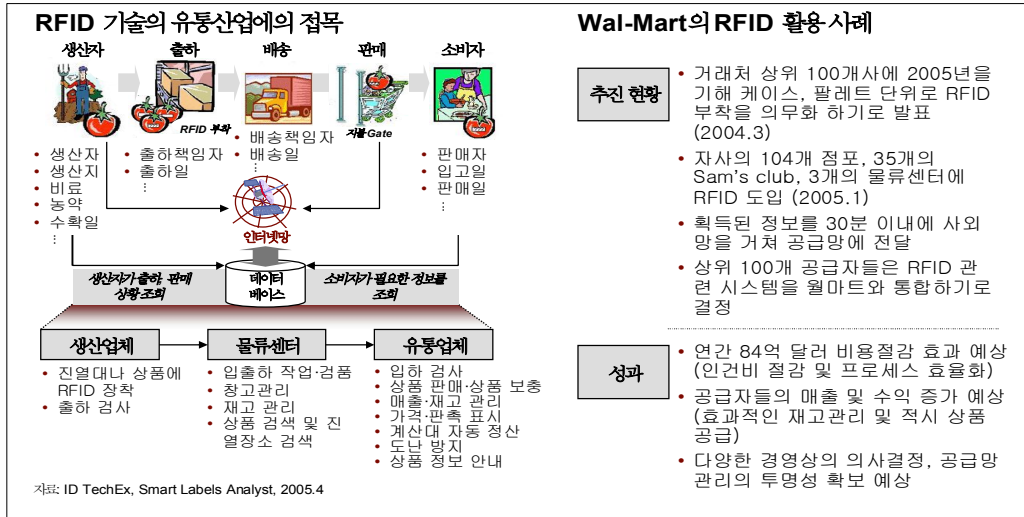 RFID 기술의 유통산업에의 접목
생산자
출하
배송
판매
소비자
RFID 부착
지불Gate
• 생산자
• 생산지
• 비료
• 농약
• 수확일
⋮
• 출하책임자
• 출하일
⋮
• 배송책임자
• 배송일
⋮
• 판매자
• 입고일
• 판매일
⋮
인터넷망
생산자가 출하, 판매
상황 조회
데이터
베이스
소비자가 필요한 정보를
조회
생산업체
물류센터
유통업체
• 진열대나 상품에
RFID 장착
• 출하 검사
• 입출하 작업·검품
• 창고관리
• 재고 관리
• 상품 검색 및 진
열장소 검색
• 입하 검사
• 상품 판매·상품 보충
• 매출·재고 관리
• 가격·판촉 표시
• 계산대 자동 정산
• 도난 방지
• 상품 정보 안내
자료: ID TechEx, Smart Labels Analyst, 2005.4
Wal-Mart의 RFID 활용 사례
추진 현황
• 거래처 상위 100개사에 2005년을
기해 케이스, 팔레트 단위로 RFID
부착을 의무화 하기로 발표
(2004.3)
• 자사의 104개 점포, 35개의
Sam's club, 3개의 물류센터에
RFID 도입 (2005.1)
• 획득된 정보를 30분 이내에 사외
망을 거쳐 공급망에 전달
• 상위 100개 공급자들은 RFID 관
련 시스템을 월마트와 통합하기로
결정
성과
• 연간 84억 달러 비용절감 효과 예상
(인건비 절감 및 프로세스 효율화)
• 공급자들의 매출 및 수익 증가 예상
(효과적인 재고관리 및 적시 상품
공급)
• 다양한 경영상의 의사결정, 공급망
관리의 투명성 확보 예상